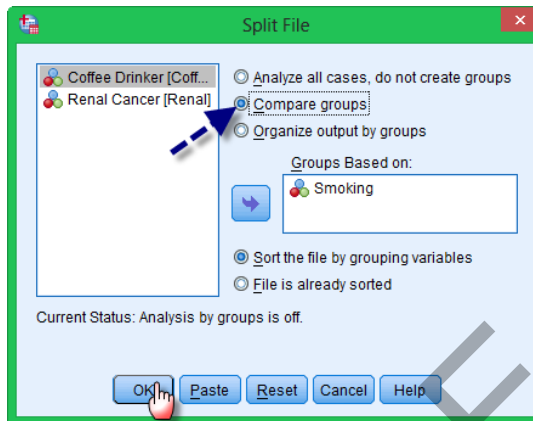 Split File
Coffee Drinker [Coff...
Renal Cancer [Renal]
Analyze all cases, do not create groups
Compare groups
Organize output by groups
Groups Based on:
Smoking
Sort the file by grouping variables
File is already sorted
Current Status: Analysis by groups is off.
OK Paste Reset Cancel Help